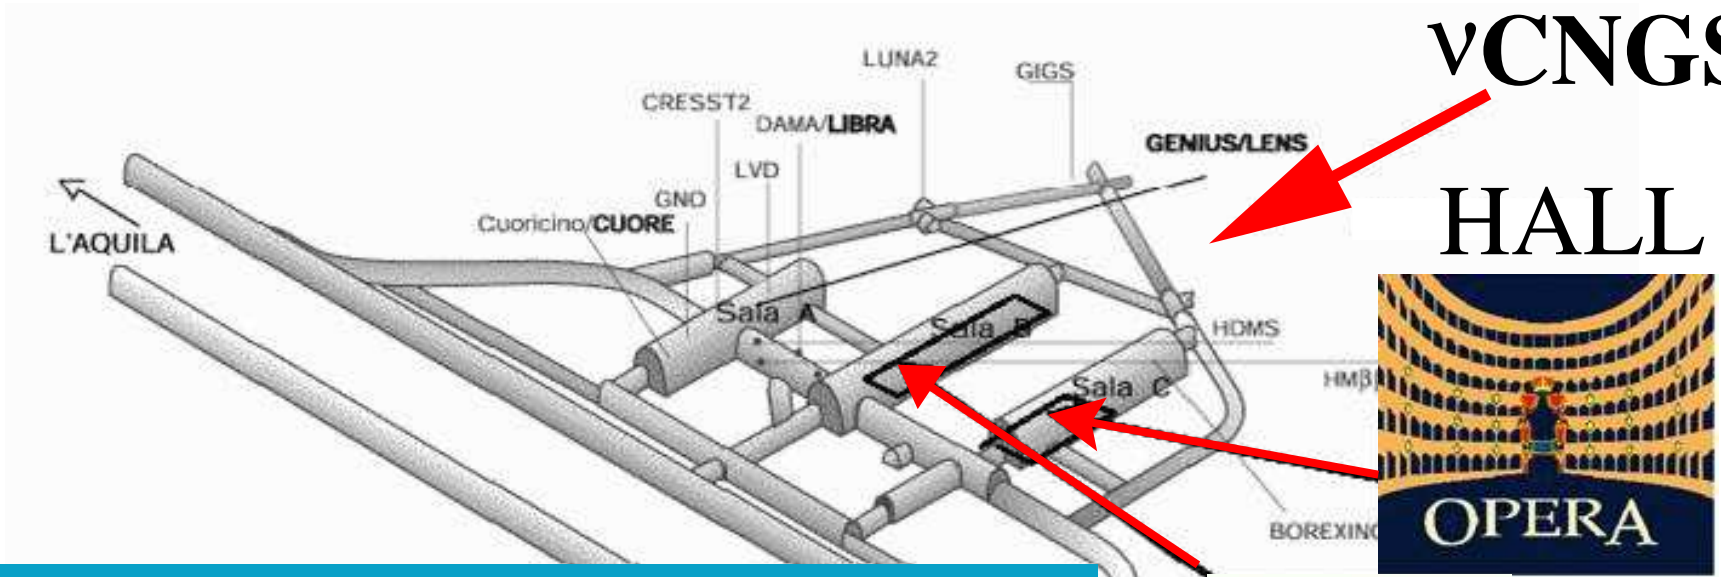 νCNGS
LUNA2
GIGS
CRESST2
DAMA/LIBRA
GENIUS/LENS
LVD
GNO
Cuoricino/CUORE
HALL
L'AQUILA
Sala A
Sala B
HDMS
HMβ
Sala C
BOREXINO
OPERA